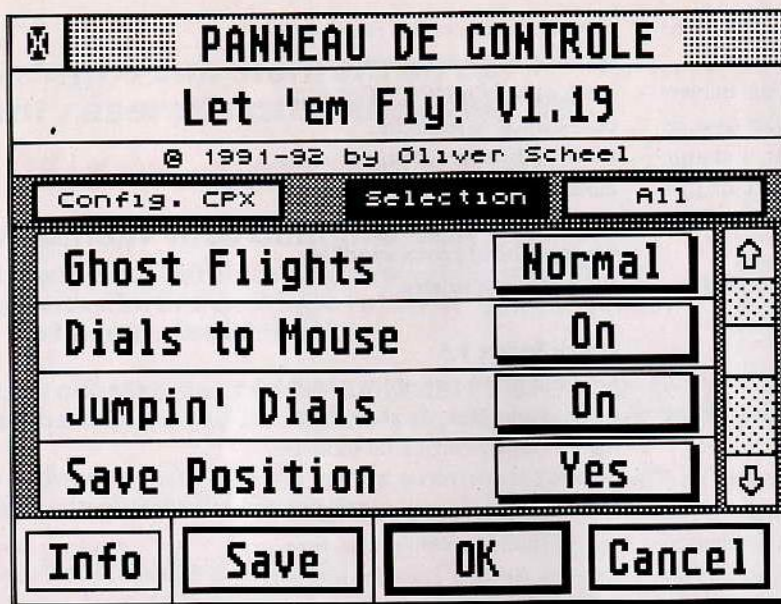 PANNEAU DE CONTROLE
Let 'em Fly! V1.19
© 1991-92 by Oliver Scheel
Config. CPX Selection All
Ghost Flights Normal
Dials to Mouse On
Jumpin' Dials On
Save Position Yes
Info Save OK Cancel